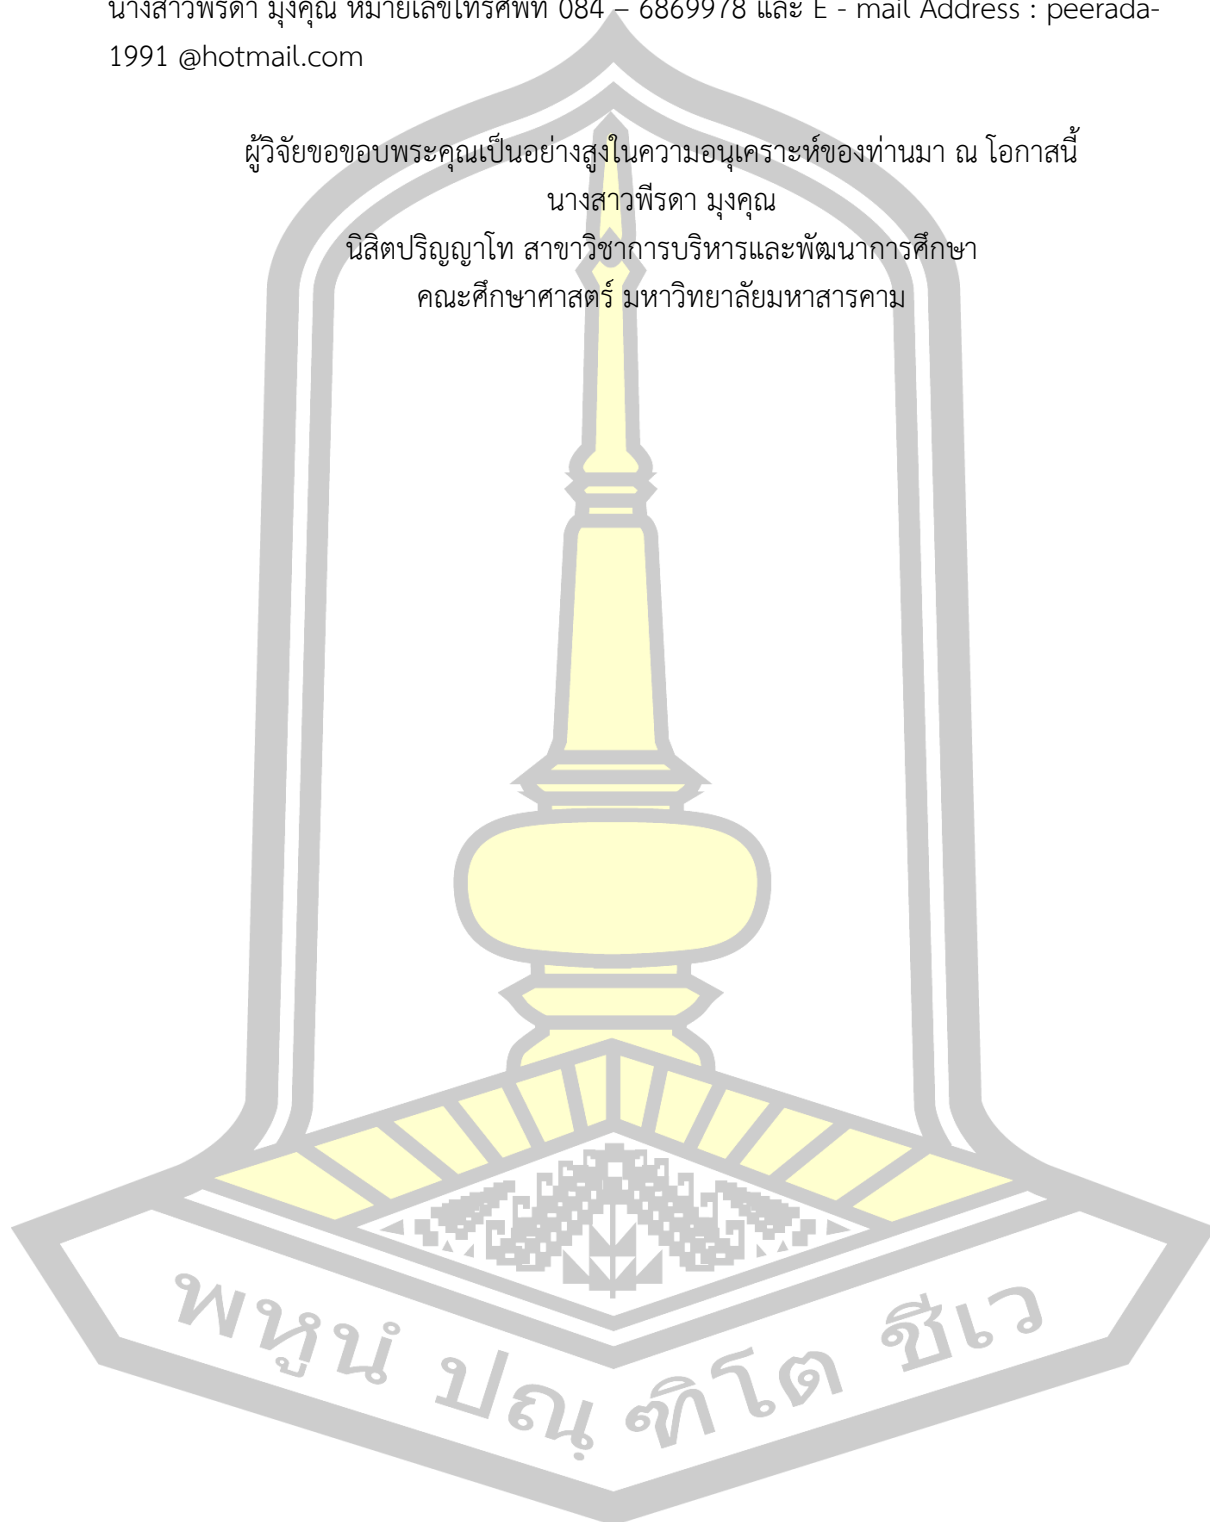 นางสาวพีรดา มุงคุณ หมายเลขโทรศัพท์ 084 – 6869978 และ E - mail Address : peerada-
1991 @hotmail.com
ผู้วิจัยขอขอบพระคุณเป็นอย่างสูงในความอนุเคราะห์ของท่านมา ณ โอกาสนี้
นางสาวพีรดา มุงคุณ
นิสิตปริญญาโท สาขาวิชาการบริหารและพัฒนาการศึกษา
คณะศึกษาศาสตร์ มหาวิทยาลัยมหาสารคาม
พหูนํ ปณฺฑิโต ชีเว